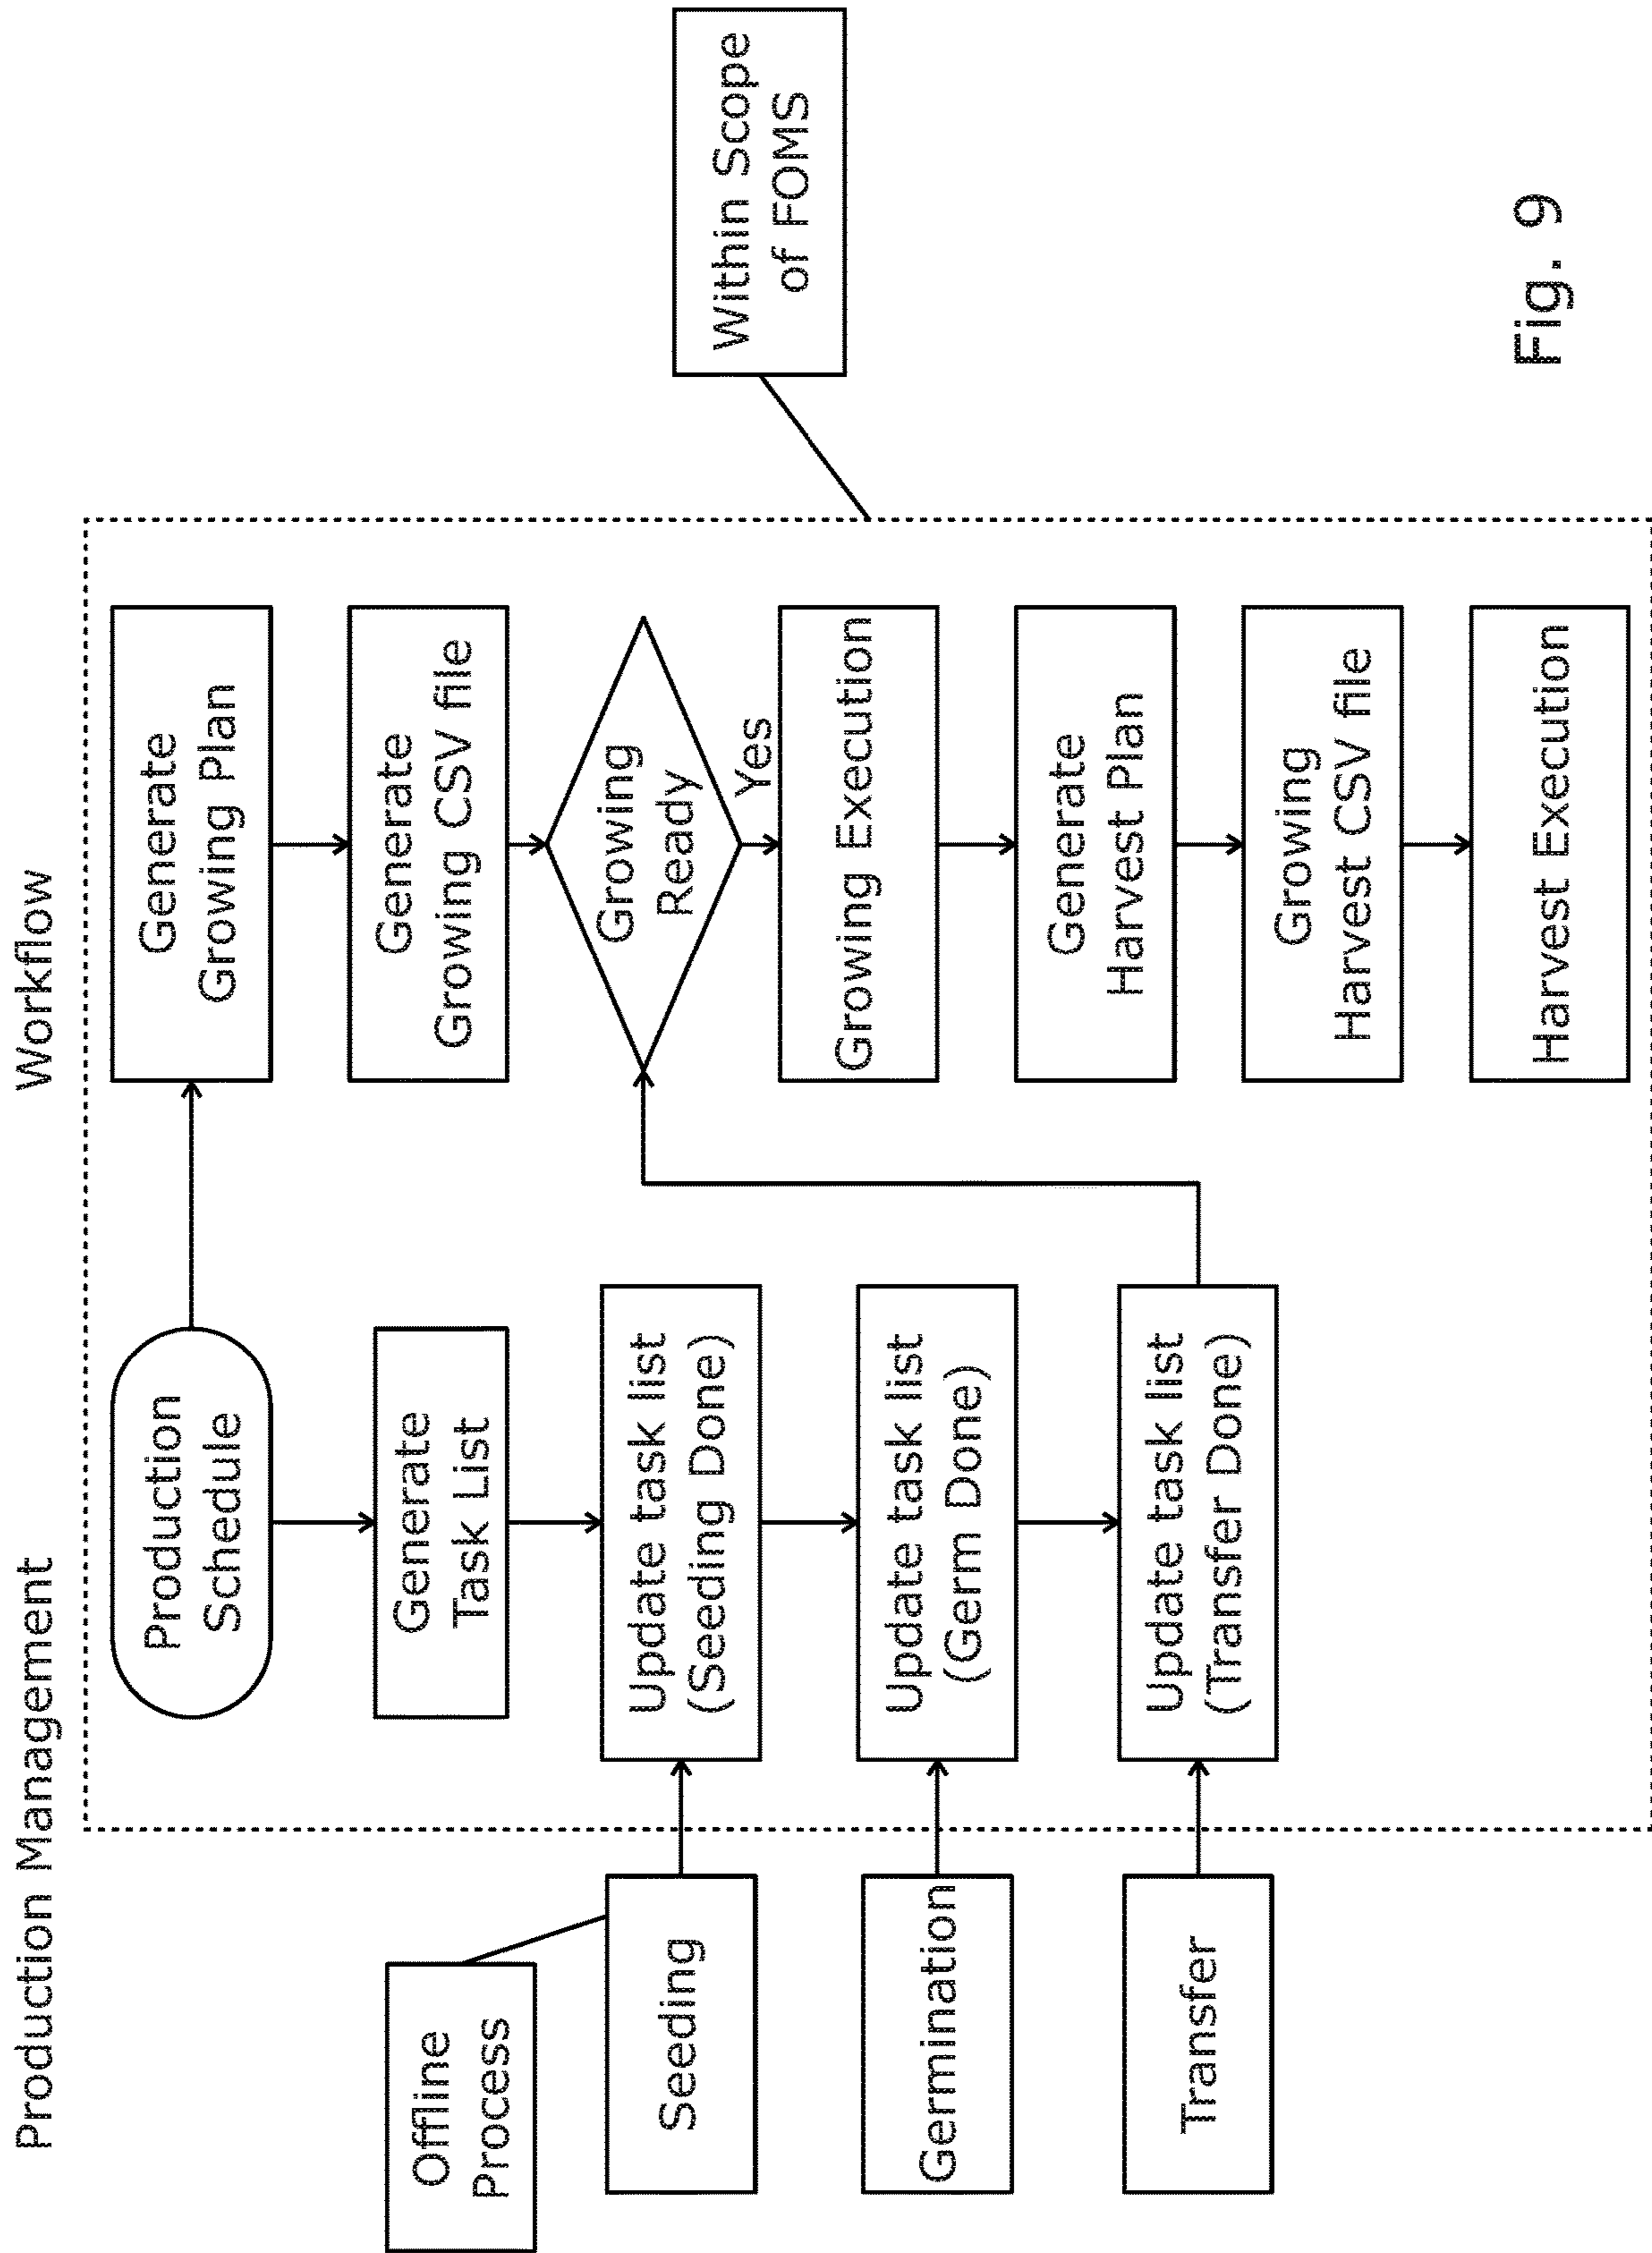 Production Management
Workflow
Production
Schedule
Generate
Growing Plan
Offline
Process
Generate
Task List
Generate
Growing CSV file
Seeding
Update task list
(Seeding Done)
Growing
Ready
Yes
Within Scope
of FOMS
Germination
Update task list
(Germ Done)
Growing Execution
Transfer
Update task list
(Transfer Done)
Generate
Harvest Plan
Growing
Harvest CSV file
Harvest Execution
Fig. 9